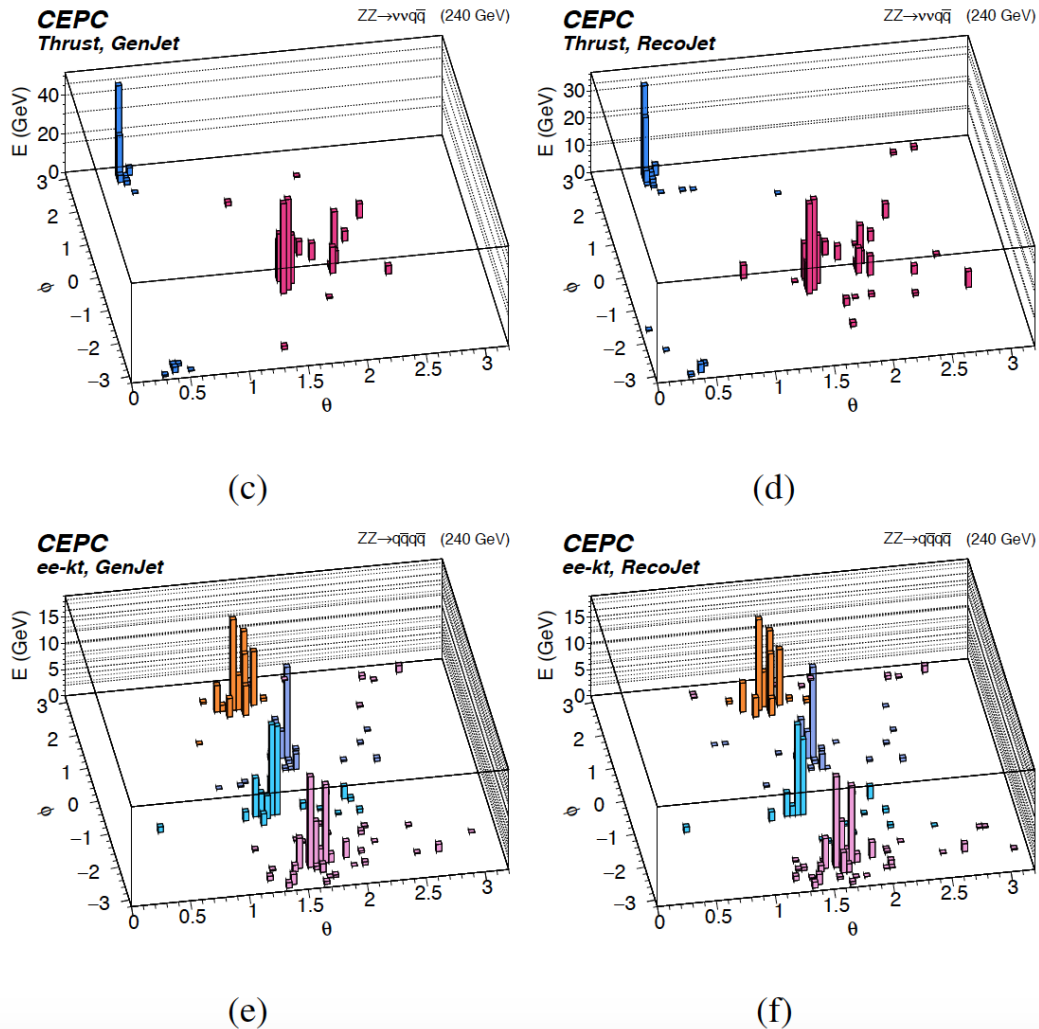 CEPC ZZ→ννqq̅ (240 GeV)
Thrust, GenJet
E (GeV)
40
20
0
3
2
1
0
−1
−2
−3
φ
0 0.5 1 1.5 2 2.5 3
θ
(c)
CEPC ZZ→ννqq̅ (240 GeV)
Thrust, RecoJet
E (GeV)
30
20
10
0
3
2
1
0
−1
−2
−3
φ
0 0.5 1 1.5 2 2.5 3
θ
(d)
CEPC ZZ→qq̅qq̅ (240 GeV)
ee-kt, GenJet
E (GeV)
15
10
5
0
3
2
1
0
−1
−2
−3
φ
0 0.5 1 1.5 2 2.5 3
θ
(e)
CEPC ZZ→qq̅qq̅ (240 GeV)
ee-kt, RecoJet
E (GeV)
15
10
5
0
3
2
1
0
−1
−2
−3
φ
0 0.5 1 1.5 2 2.5 3
θ
(f)